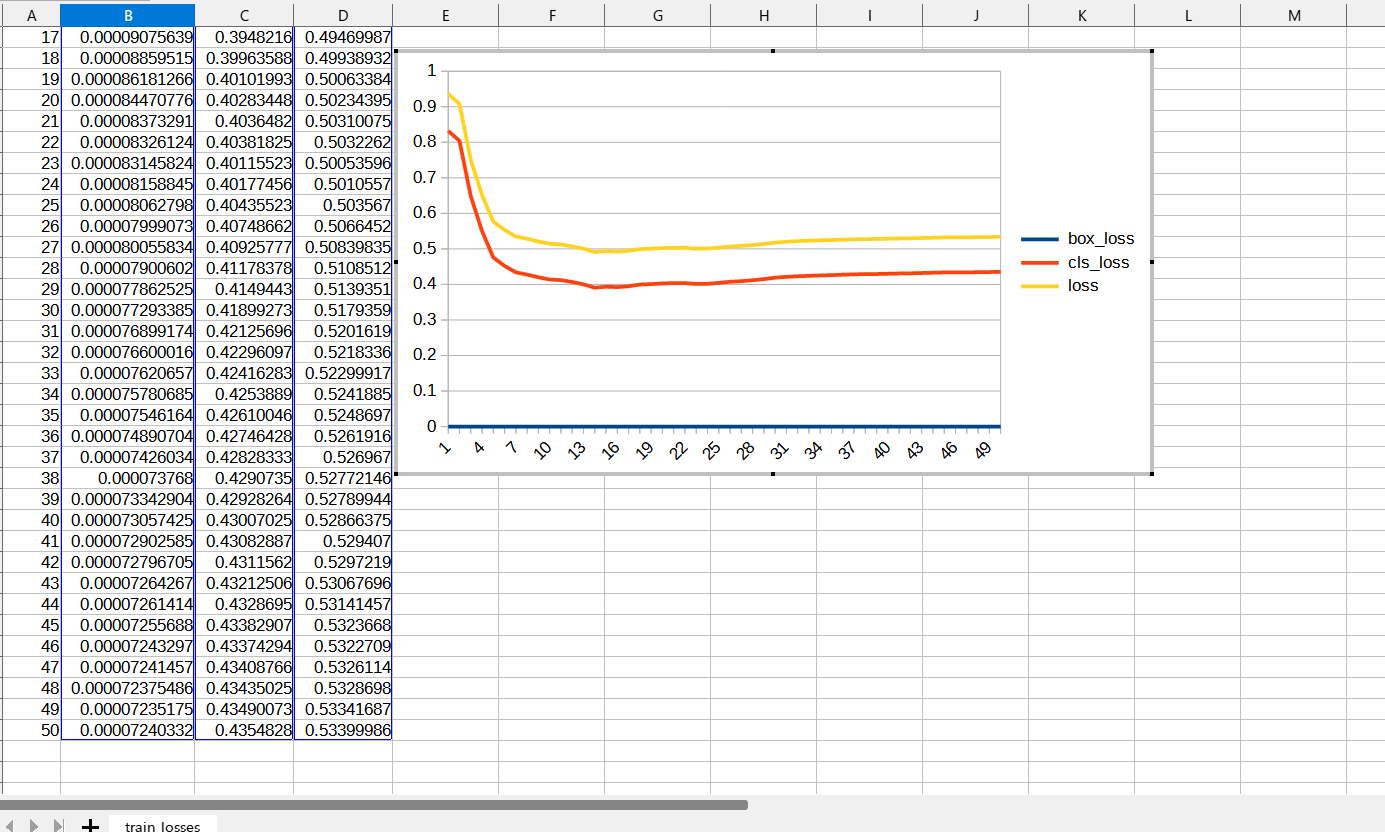 A B C D E F G H I J K L M
17 0.00009075639 0.3948216 0.49469987
18 0.00008859515 0.39963588 0.49938932
19 0.000086181266 0.40101993 0.50063384
20 0.000084470776 0.40283448 0.50234395
21 0.00008373291 0.4036482 0.50310075
22 0.00008326124 0.40381825 0.5032262
23 0.000083145824 0.40115523 0.50053596
24 0.00008158845 0.40177456 0.5010557
25 0.00008062798 0.40435523 0.503567
26 0.00007999073 0.40748662 0.5066452
27 0.000080055834 0.40925777 0.50839835
28 0.00007900602 0.41178378 0.5108512
29 0.000077862525 0.4149443 0.5139351
30 0.000077293385 0.41899273 0.5179359
31 0.000076899174 0.42125696 0.5201619
32 0.000076600016 0.42296097 0.5218336
33 0.00007620657 0.42416283 0.52299917
34 0.000075780685 0.4253889 0.5241885
35 0.00007546164 0.42610046 0.5248697
36 0.000074890704 0.42746428 0.5261916
37 0.00007426034 0.42828333 0.526967
38 0.000073768 0.4290735 0.52772146
39 0.000073342904 0.42928264 0.52789944
40 0.000073057425 0.43007025 0.52866375
41 0.000072902585 0.43082887 0.529407
42 0.000072796705 0.4311562 0.5297219
43 0.00007264267 0.43212506 0.53067696
44 0.00007261414 0.4328695 0.53141457
45 0.00007255688 0.43382907 0.5323668
46 0.00007243297 0.43374294 0.5322709
47 0.00007241457 0.43408766 0.5326114
48 0.000072375486 0.43435025 0.5328698
49 0.00007235175 0.43490073 0.53341687
50 0.00007240332 0.4354828 0.53399986
1
0.9
0.8
0.7
0.6
0.5
0.4
0.3
0.2
0.1
0
1 4 7 10 13 16 19 22 25 28 31 34 37 40 43 46 49
box_loss
cls_loss
loss
train losses